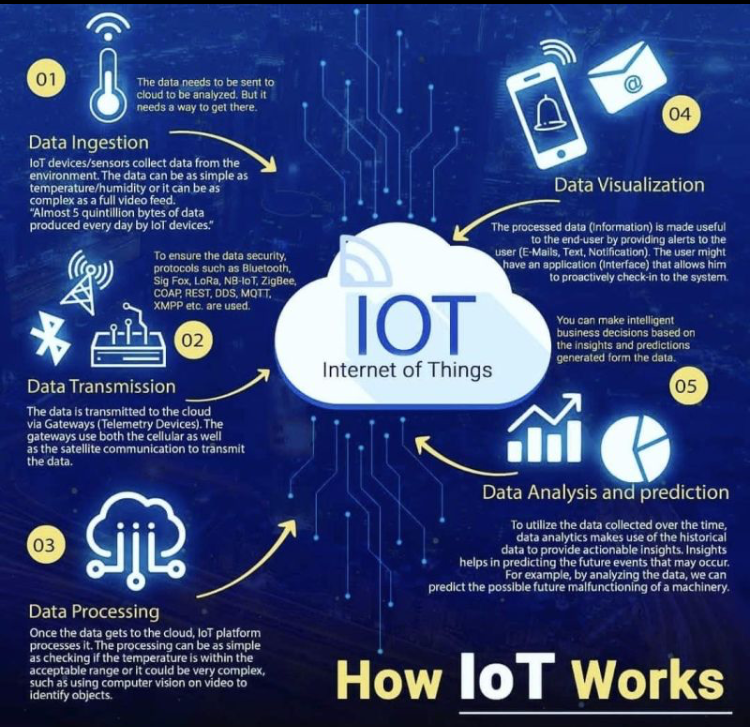 01
The data needs to be sent to
cloud to be analyzed. But it
needs a way to get there.
Data Ingestion
IoT devices/sensors collect data from the
environment. The data can be as simple as
temperature/humidity or it can be as
complex as a full video feed.
"Almost 5 quintillion bytes of data
produced every day by IoT devices."
To ensure the data security,
protocols such as Bluetooth,
Sig Fox, LoRa, NB-IoT, ZigBee,
COAP, REST, DDS, MQTT,
XMPP etc. are used.
02
Data Transmission
The data is transmitted to the cloud
via Gateways (Telemetry Devices). The
gateways use both the cellular as well
as the satellite communication to transmit
the data.
03
Data Processing
Once the data gets to the cloud, IoT platform
processes it. The processing can be as simple
as checking if the temperature is within the
acceptable range or it could be very complex,
such as using computer vision on video to
identify objects.
IOT
Internet of Things
@
04
Data Visualization
The processed data (Information) is made useful
to the end-user by providing alerts to the
user (E-Mails, Text, Notification). The user might
have an application (Interface) that allows him
to proactively check-in to the system.
You can make intelligent
business decisions based on
the insights and predictions
generated form the data.
05
Data Analysis and prediction
To utilize the data collected over the time,
data analytics makes use of the historical
data to provide actionable insights. Insights
helps in predicting the future events that may occur.
For example, by analyzing the data, we can
predict the possible future malfunctioning of a machinery.
How IoT Works